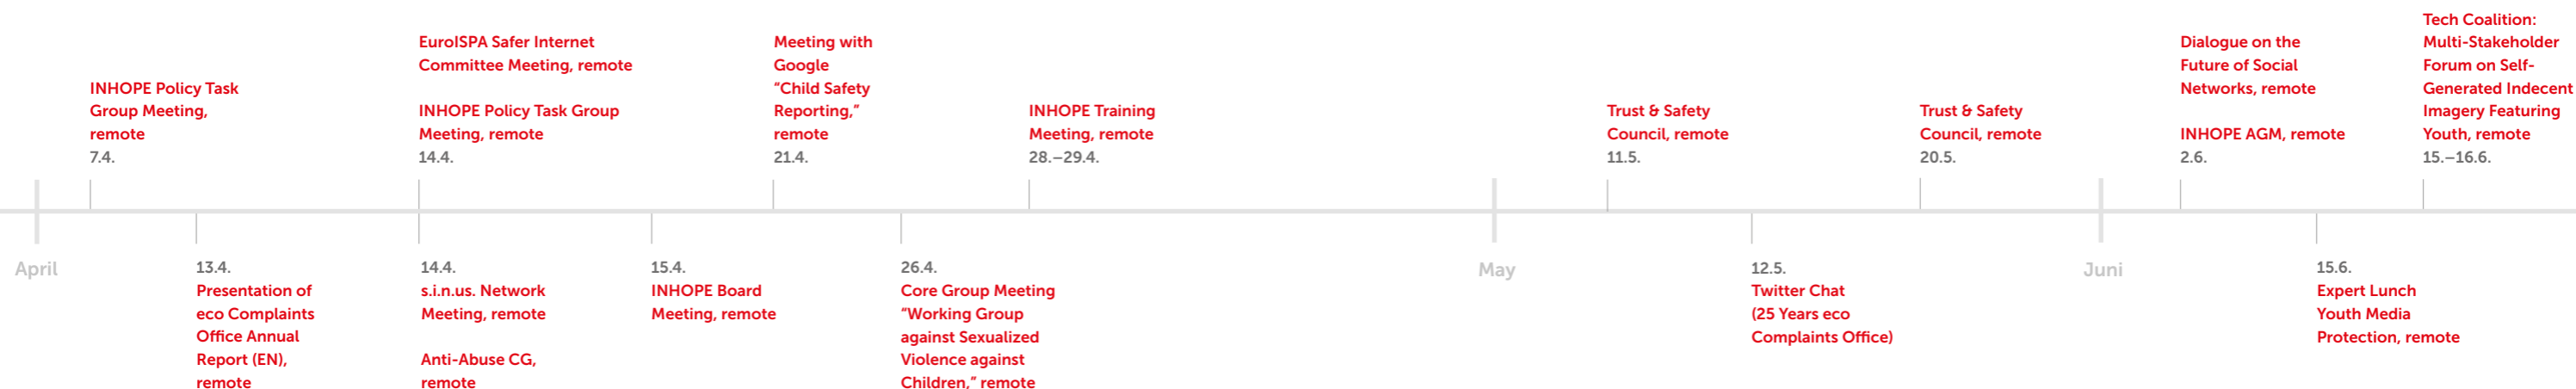 INHOPE Policy Task
Group Meeting,
remote
7.4.
EuroISPA Safer Internet
Committee Meeting, remote
INHOPE Policy Task Group
Meeting, remote
14.4.
Meeting with
Google
“Child Safety
Reporting,”
remote
21.4.
INHOPE Training
Meeting, remote
28.–29.4.
Trust & Safety
Council, remote
11.5.
Trust & Safety
Council, remote
20.5.
Dialogue on the
Future of Social
Networks, remote
INHOPE AGM, remote
2.6.
Tech Coalition:
Multi-Stakeholder
Forum on Self-
Generated Indecent
Imagery Featuring
Youth, remote
15.–16.6.
April
13.4.
Presentation of
eco Complaints
Office Annual
Report (EN),
remote
14.4.
s.i.n.us. Network
Meeting, remote
Anti-Abuse CG,
remote
15.4.
INHOPE Board
Meeting, remote
26.4.
Core Group Meeting
“Working Group
against Sexualized
Violence against
Children,” remote
May
12.5.
Twitter Chat
(25 Years eco
Complaints Office)
Juni
15.6.
Expert Lunch
Youth Media
Protection, remote